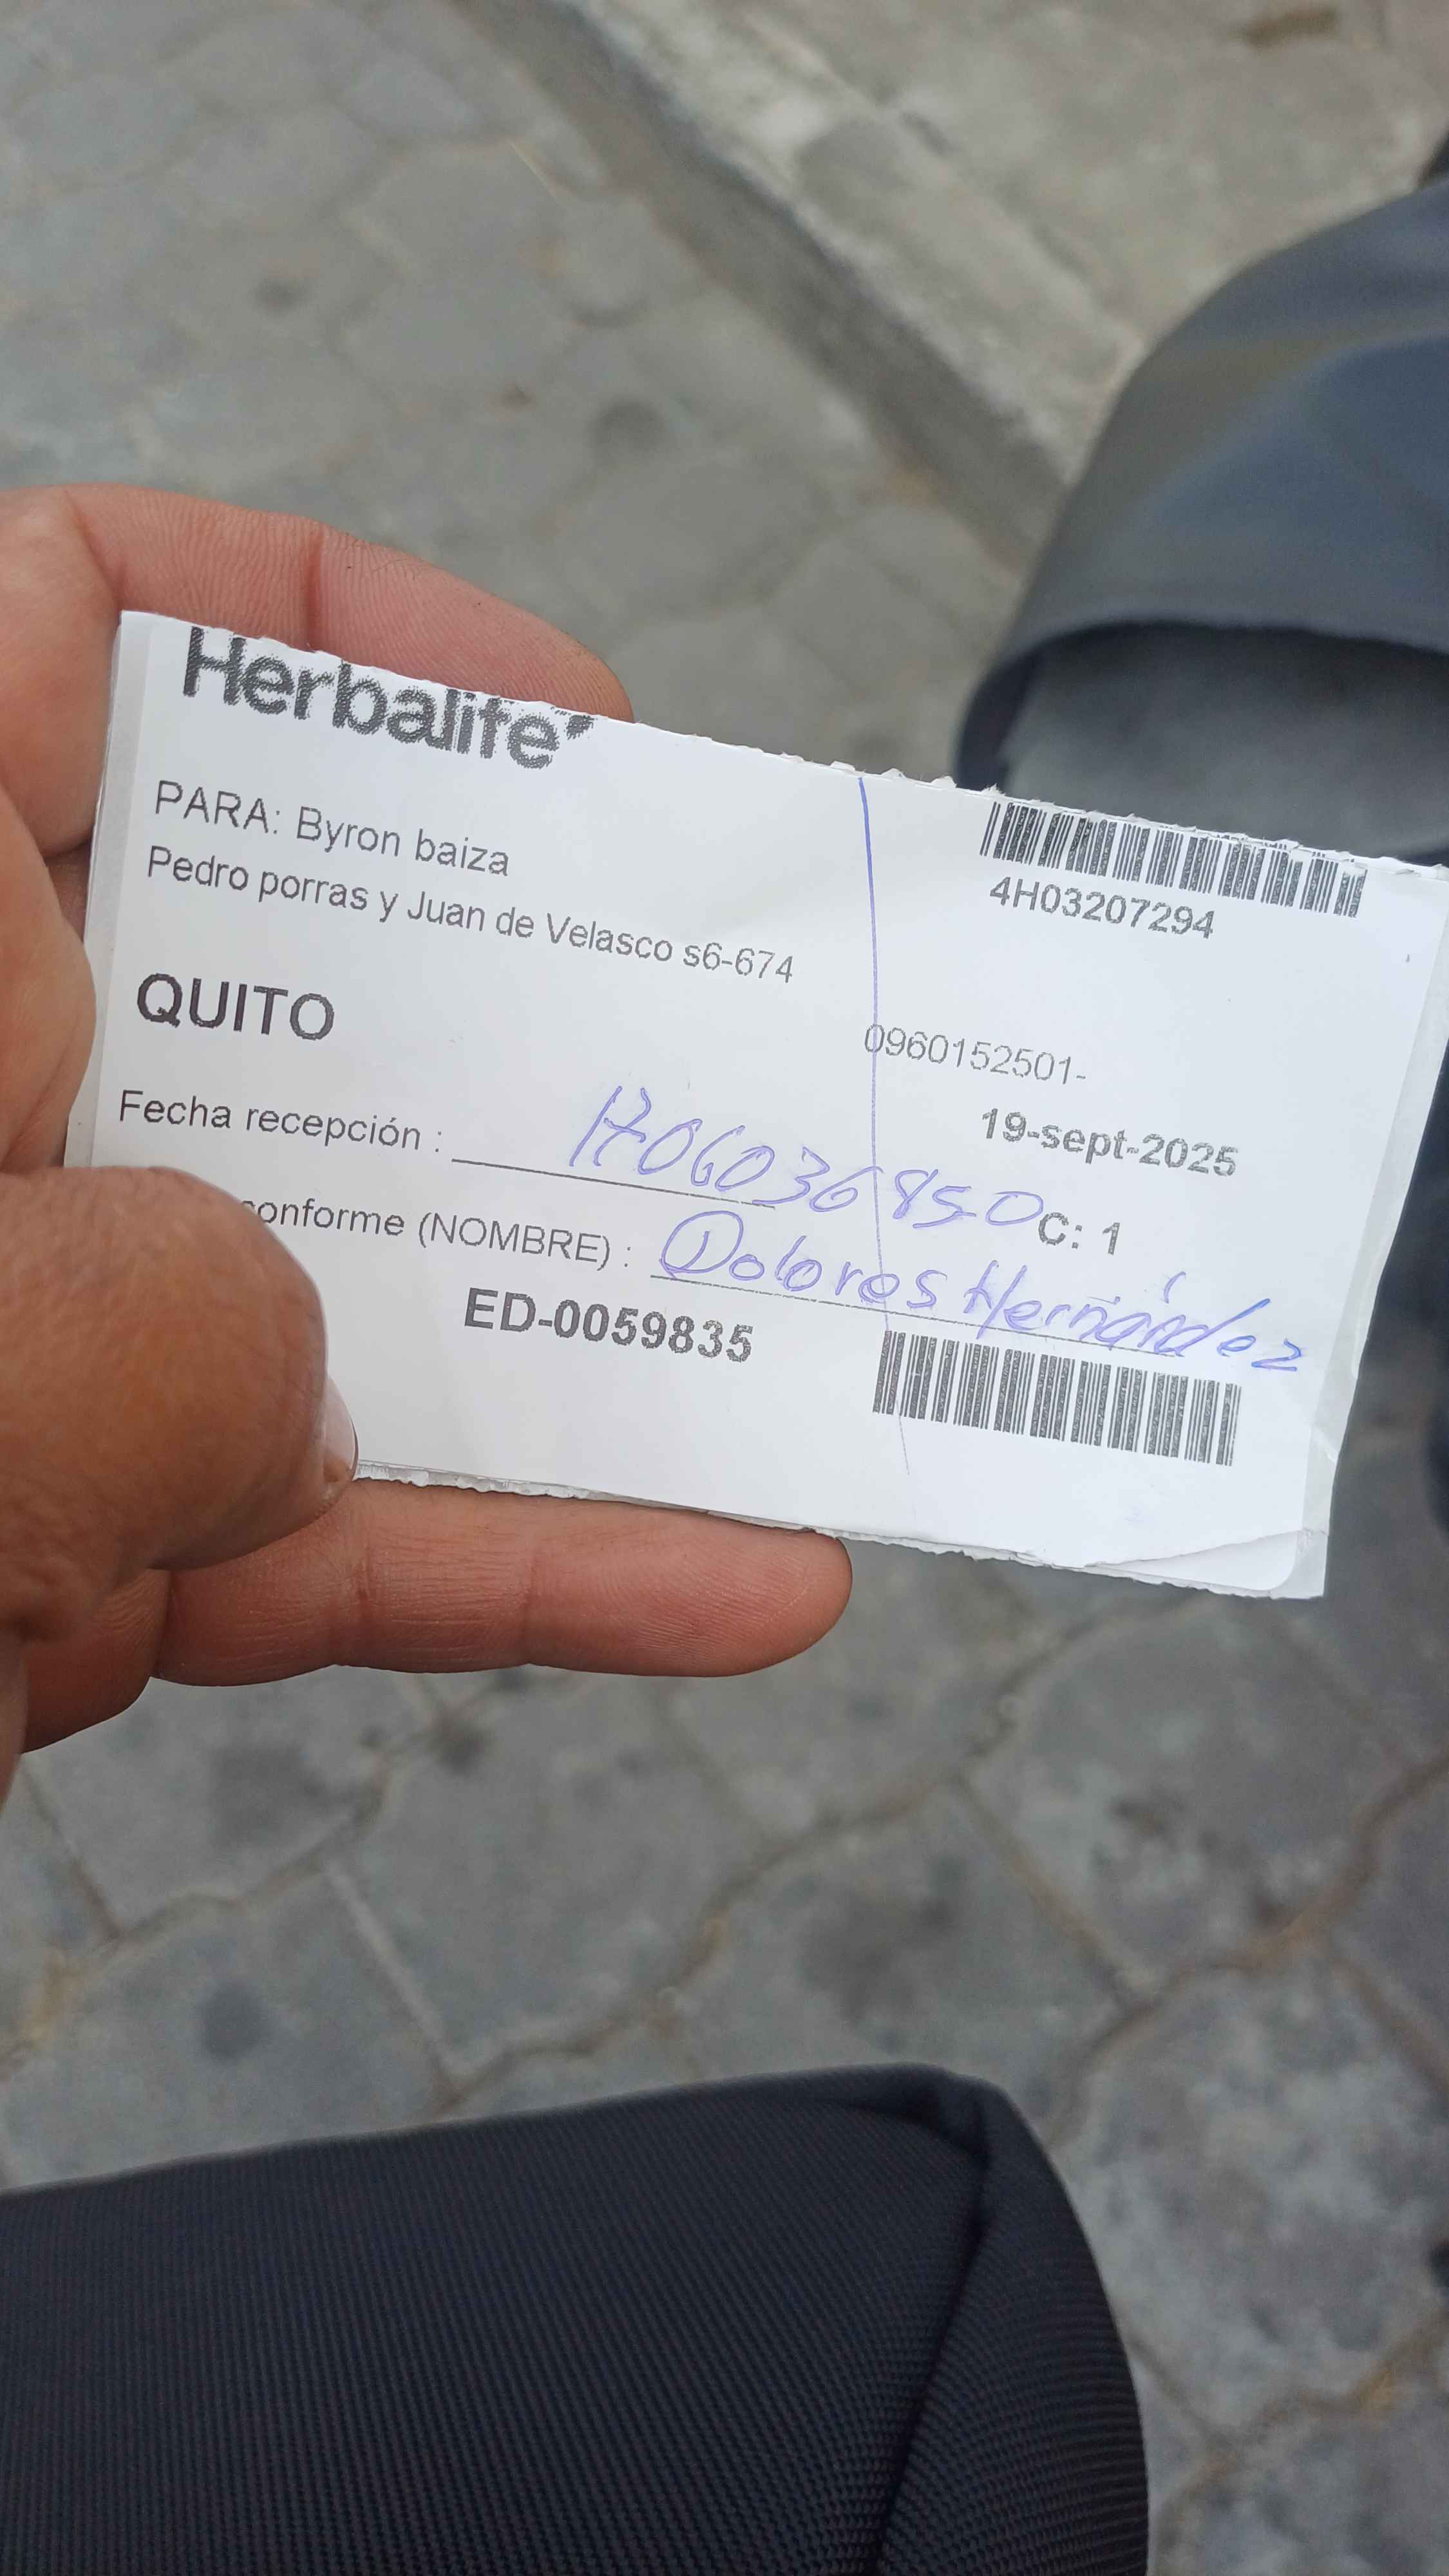 Herbalife
PARA: Byron baiza
Pedro porras y Juan de Velasco s6-674
4H03207294
QUITO
0960152501-
19-sept-2025
Fecha recepción : 1706036850
C: 1
conforme (NOMBRE) : Dolores Hernández
ED-0059835